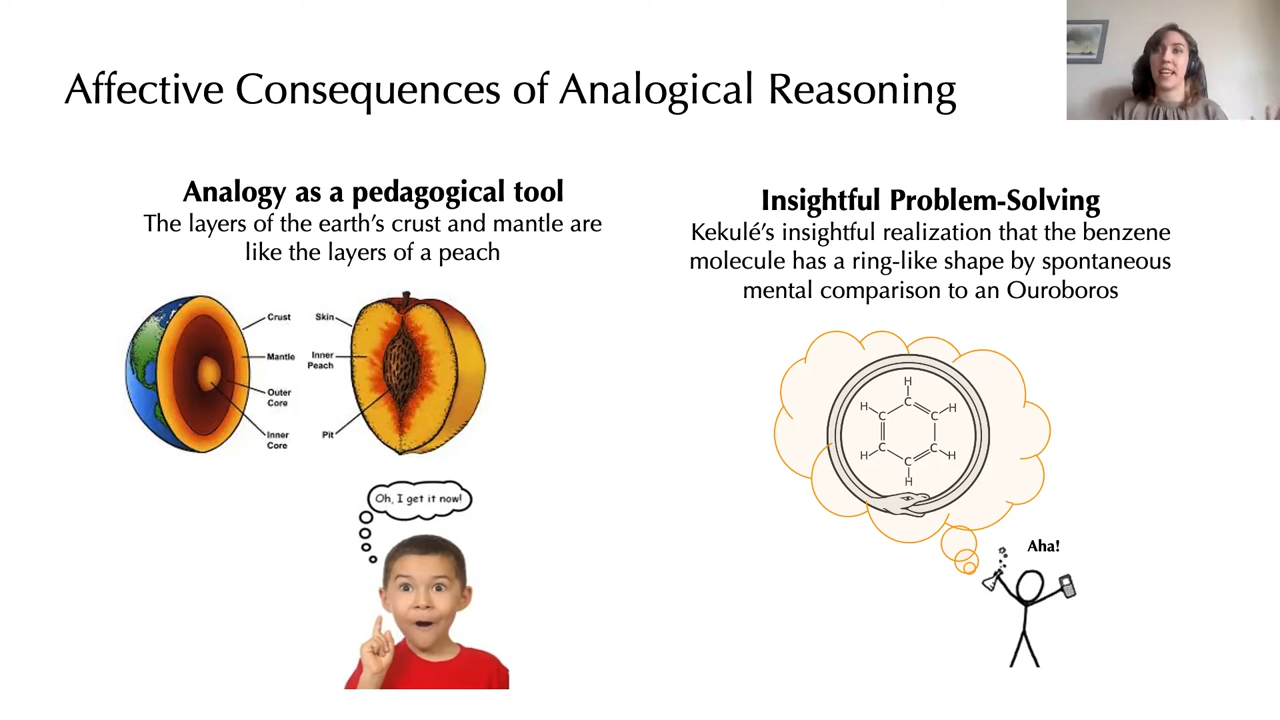 Affective Consequences of Analogical Reasoning
Analogy as a pedagogical tool
The layers of the earth's crust and mantle are
like the layers of a peach
Crust
Mantle
Outer
Core
Inner
Core
Skin
Inner
Peach
Pit
Oh, I get it now!
Insightful Problem-Solving
Kekulé's insightful realization that the benzene
molecule has a ring-like shape by spontaneous
mental comparison to an Ouroboros
H
H C H
C C
C C
H C H
H
Aha!